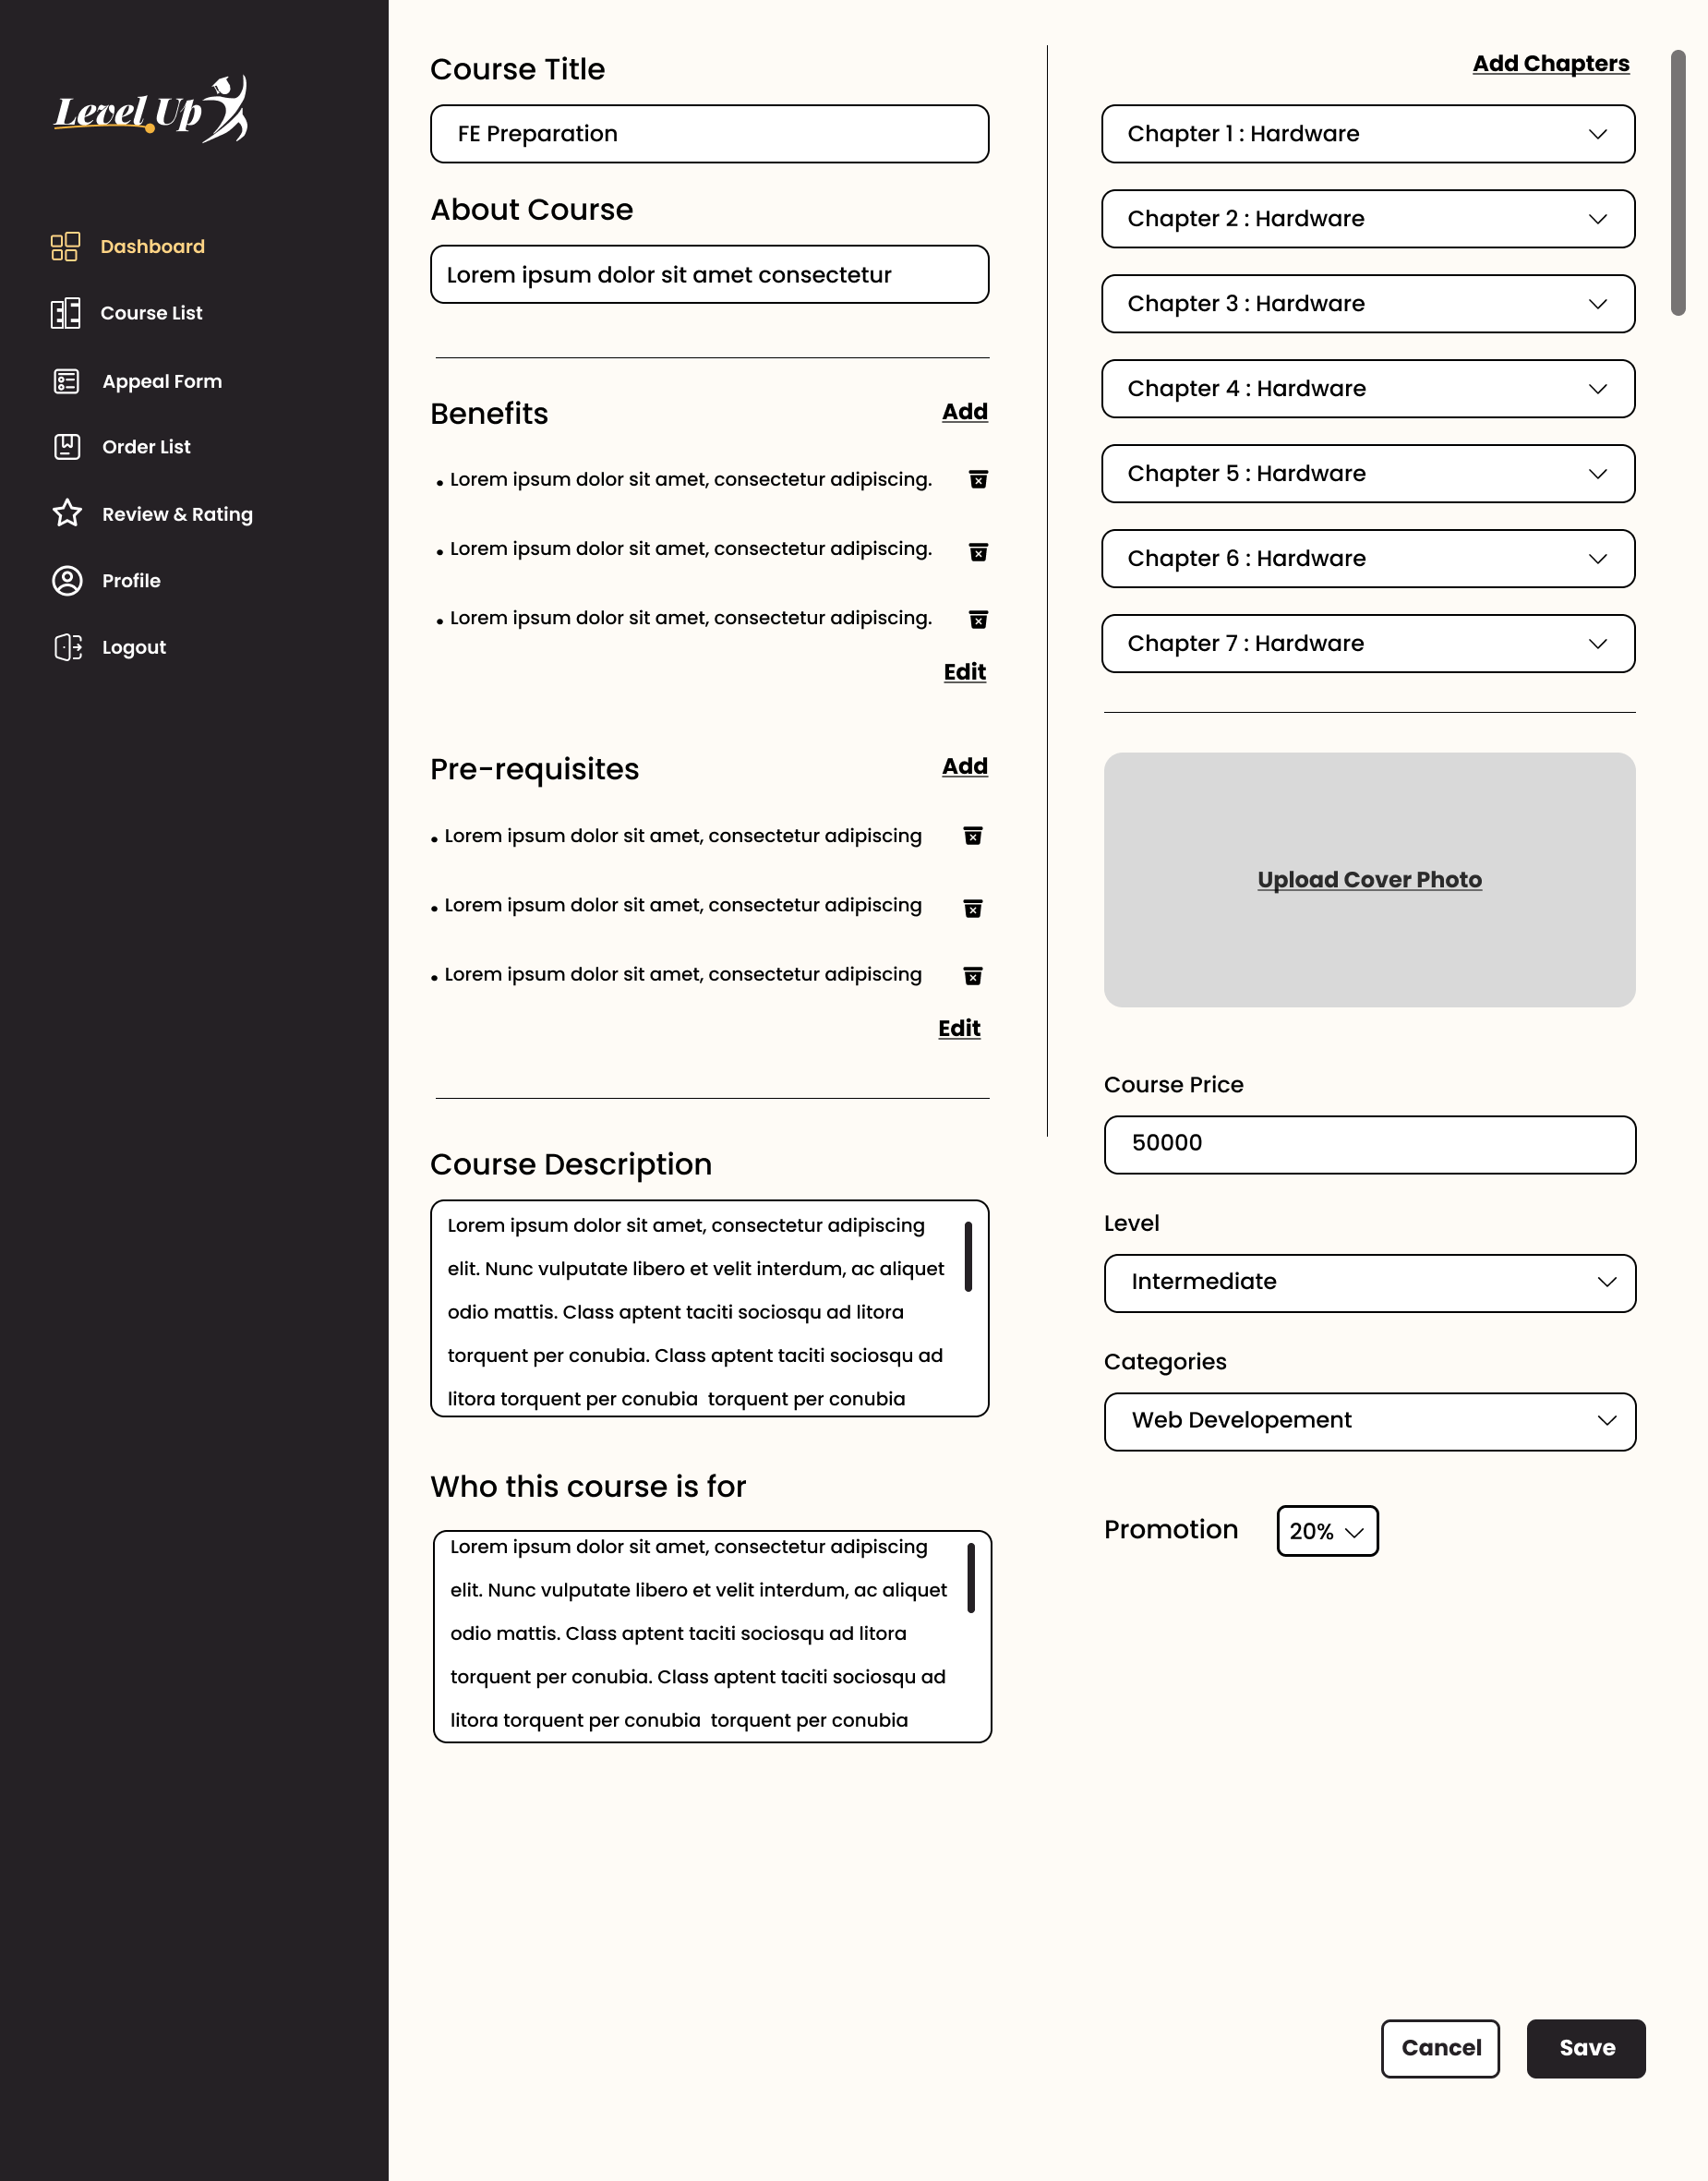 Level Up
Dashboard
Course List
Appeal Form
Order List
Review & Rating
Profile
Logout
Course Title
FE Preparation
About Course
Lorem ipsum dolor sit amet consectetur
Benefits
Add
• Lorem ipsum dolor sit amet, consectetur adipiscing.
• Lorem ipsum dolor sit amet, consectetur adipiscing.
• Lorem ipsum dolor sit amet, consectetur adipiscing.
Edit
Pre-requisites
Add
• Lorem ipsum dolor sit amet, consectetur adipiscing
• Lorem ipsum dolor sit amet, consectetur adipiscing
• Lorem ipsum dolor sit amet, consectetur adipiscing
Edit
Course Description
Lorem ipsum dolor sit amet, consectetur adipiscing
elit. Nunc vulputate libero et velit interdum, ac aliquet
odio mattis. Class aptent taciti sociosqu ad litora
torquent per conubia. Class aptent taciti sociosqu ad
litora torquent per conubia  torquent per conubia
Who this course is for
Lorem ipsum dolor sit amet, consectetur adipiscing
elit. Nunc vulputate libero et velit interdum, ac aliquet
odio mattis. Class aptent taciti sociosqu ad litora
torquent per conubia. Class aptent taciti sociosqu ad
litora torquent per conubia  torquent per conubia
Add Chapters
Chapter 1 : Hardware
Chapter 2 : Hardware
Chapter 3 : Hardware
Chapter 4 : Hardware
Chapter 5 : Hardware
Chapter 6 : Hardware
Chapter 7 : Hardware
Upload Cover Photo
Course Price
50000
Level
Intermediate
Categories
Web Developement
Promotion
20%
Cancel
Save